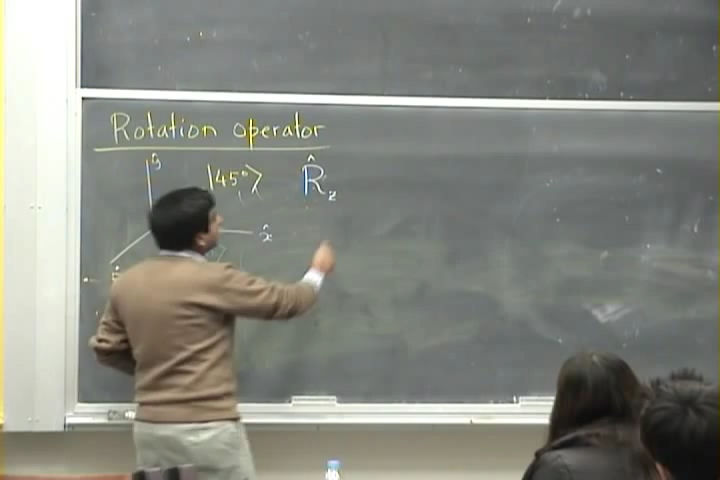 Rotation operator
ŷ |45°⟩ R̂z
x̂